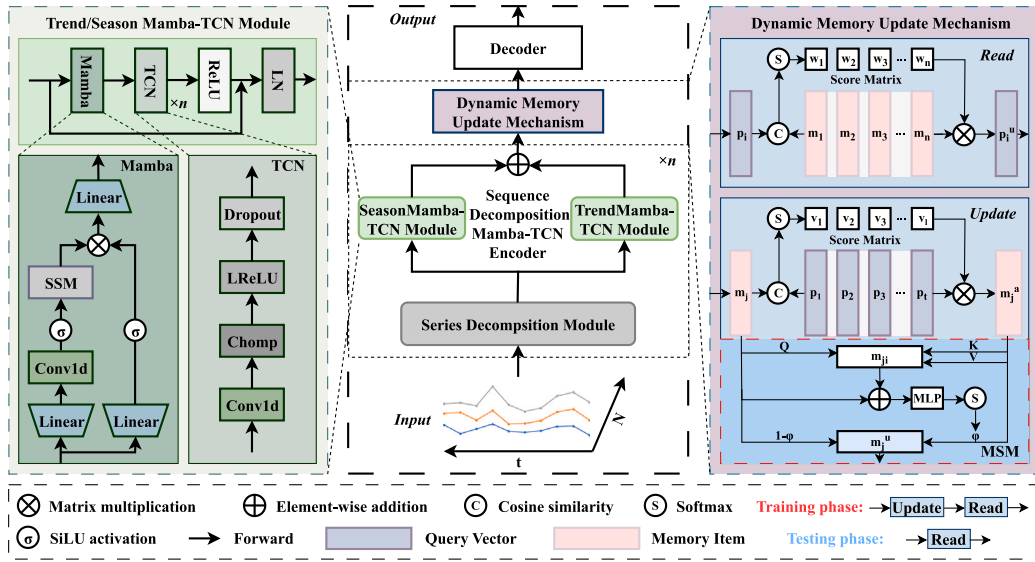 Trend/Season Mamba-TCN Module
Mamba
TCN
×n
ReLU
LN
Mamba
Linear
SSM
σ
σ
Conv1d
Linear
Linear
TCN
Dropout
LReLU
Chomp
Conv1d
Output
Decoder
Dynamic Memory
Update Mechanism
×n
SeasonMamba-
TCN Module
Sequence
Decomposition
Mamba-TCN
Encoder
TrendMamba-
TCN Module
Series Decompsition Module
Input
N
t
Dynamic Memory Update Mechanism
S
w1 w2 w3 ··· wn
Read
Score Matrix
pi
C
m1 m2 m3 ··· mn
pi^u
Update
S
v1 v2 v3 ··· vi
Score Matrix
mj
C
p1 p2 p3 ··· pt
mj^a
Q
mji
K
V
MLP
S
1-φ
mj^u
φ
MSM
Matrix multiplication
Element-wise addition
C Cosine similarity
S Softmax
Training phase: Update Read
σ SiLU activation
Forward
Query Vector
Memory Item
Testing phase: Read